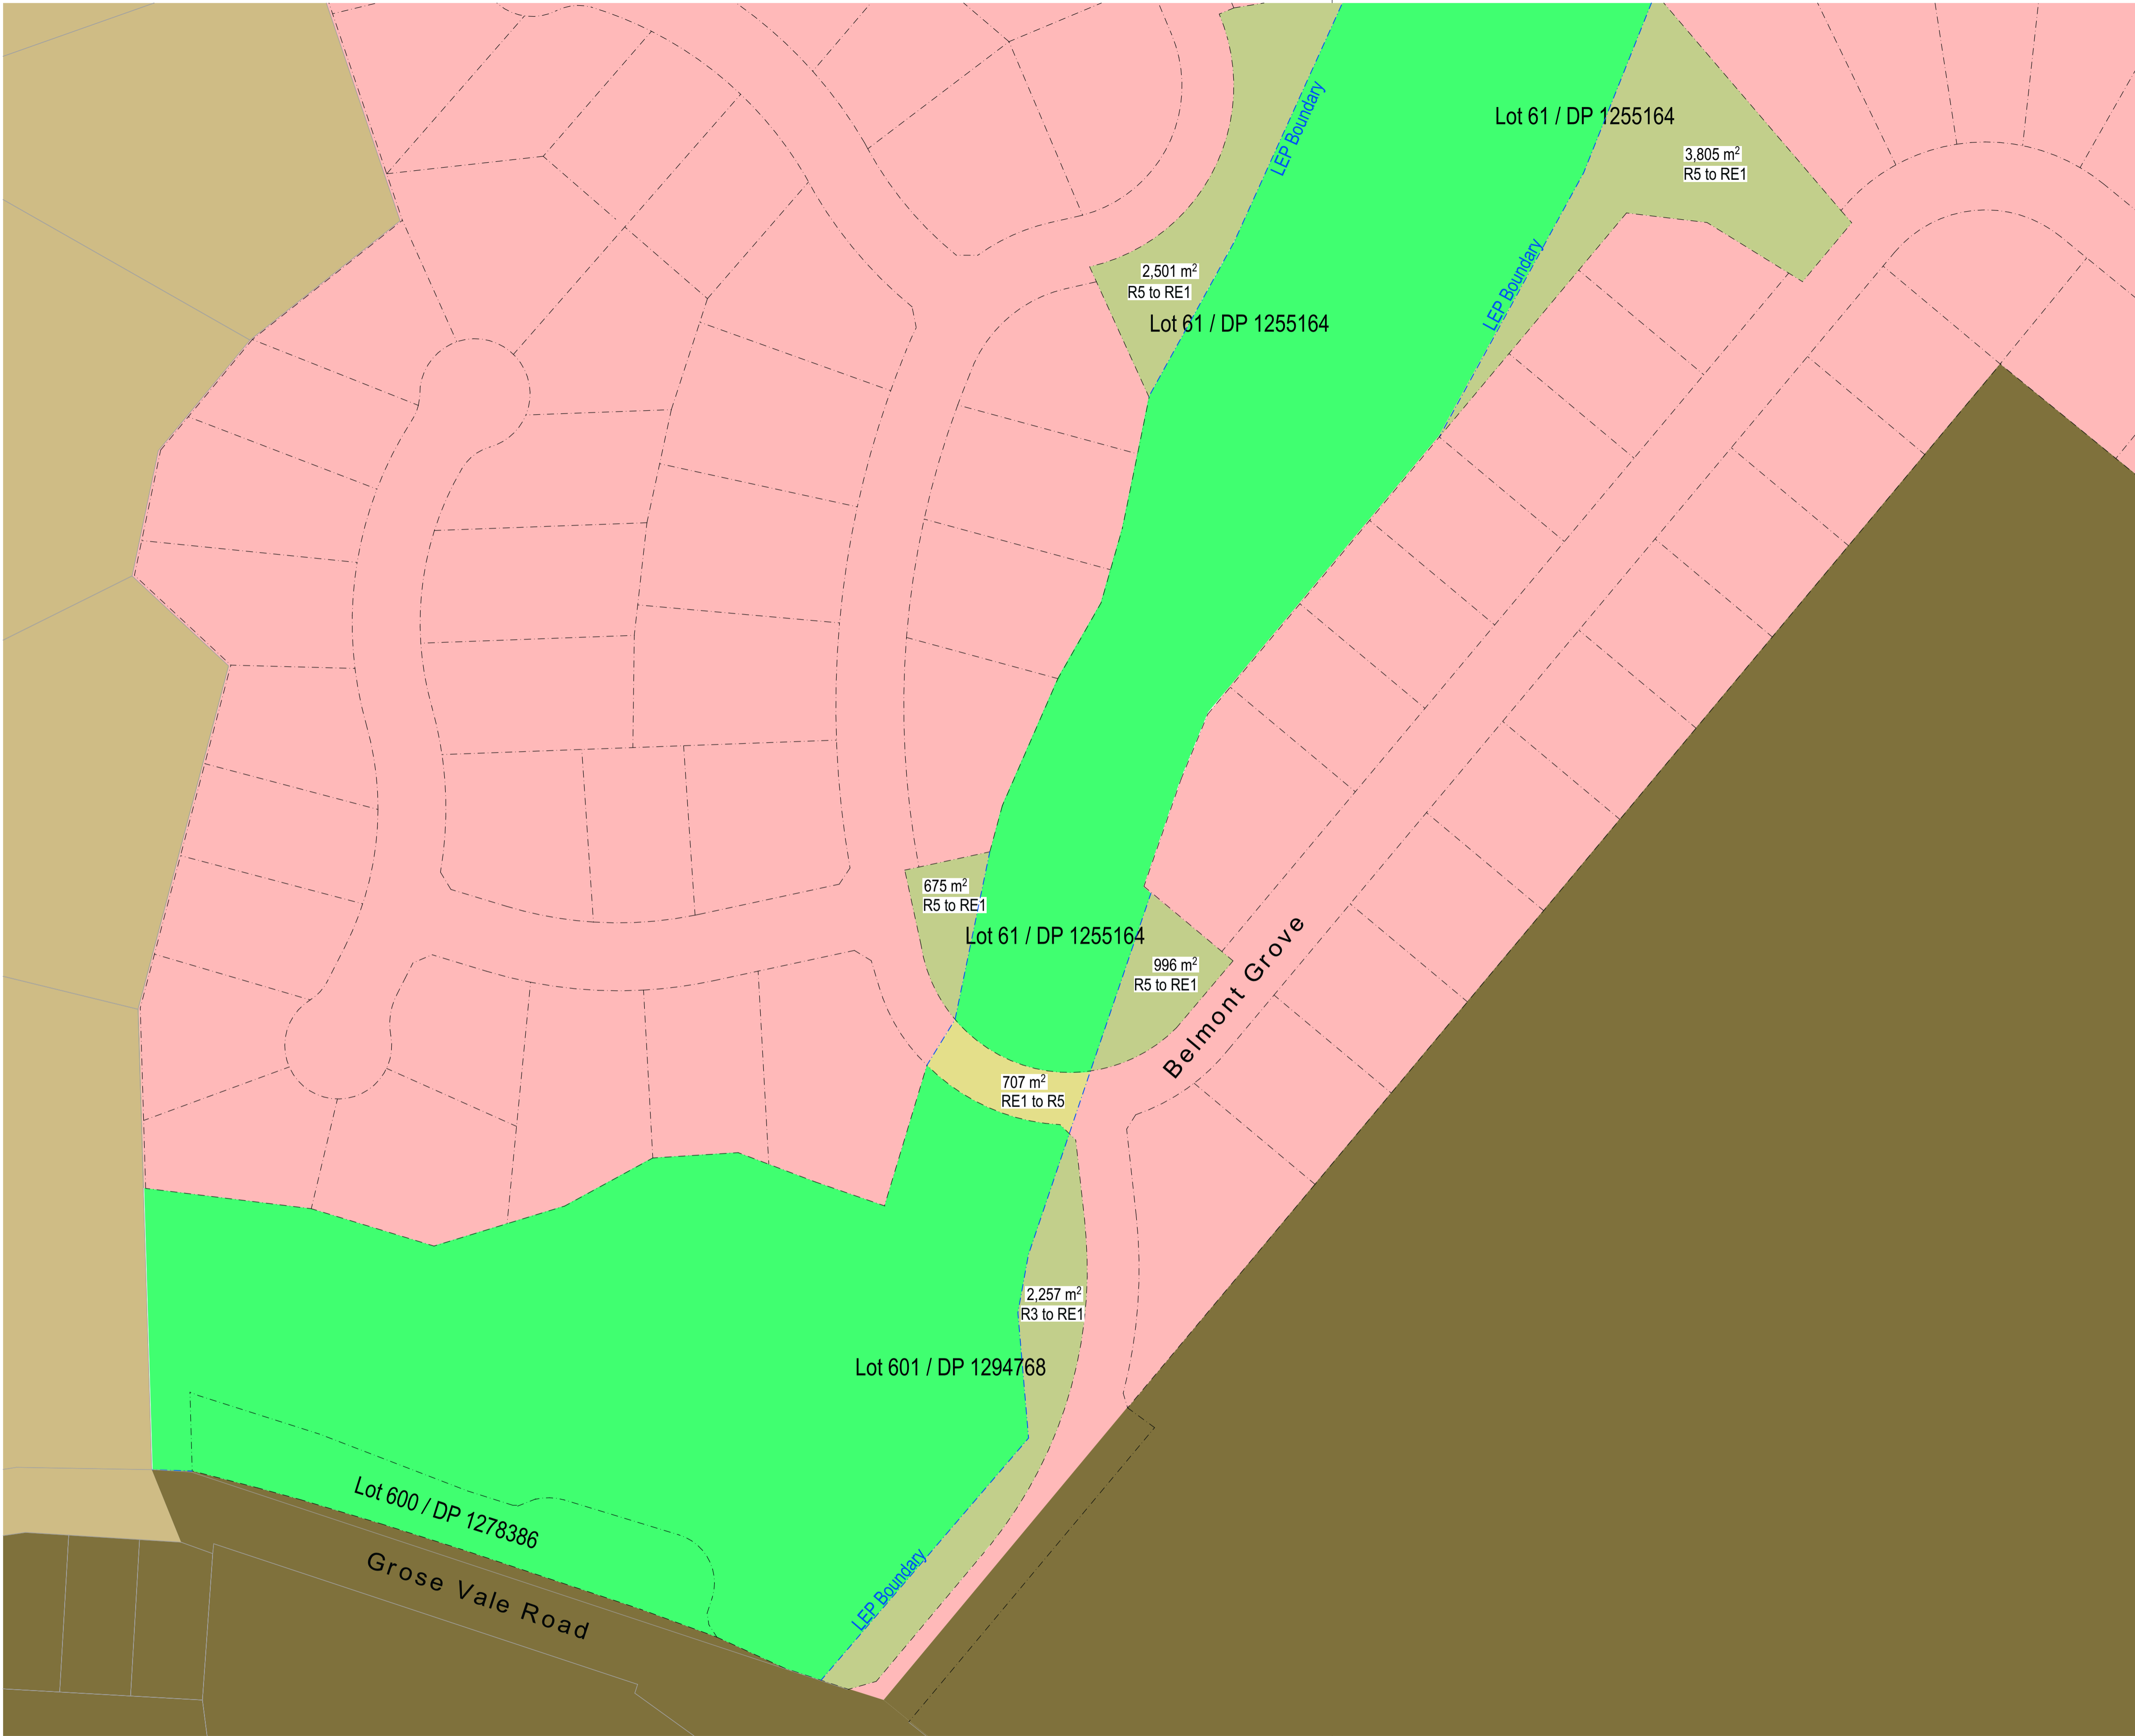 LEP Boundary
Lot 61 / DP 1255164
3,805 m²
R5 to RE1
2,501 m²
R5 to RE1
LEP Boundary
Lot 61 / DP 1255164
675 m²
R5 to RE1
Lot 61 / DP 1255164
996 m²
R5 to RE1
Belmont Grove
707 m²
RE1 to R5
2,257 m²
R3 to RE1
Lot 601 / DP 1294768
Lot 600 / DP 1278386
Grose Vale Road
LEP Boundary